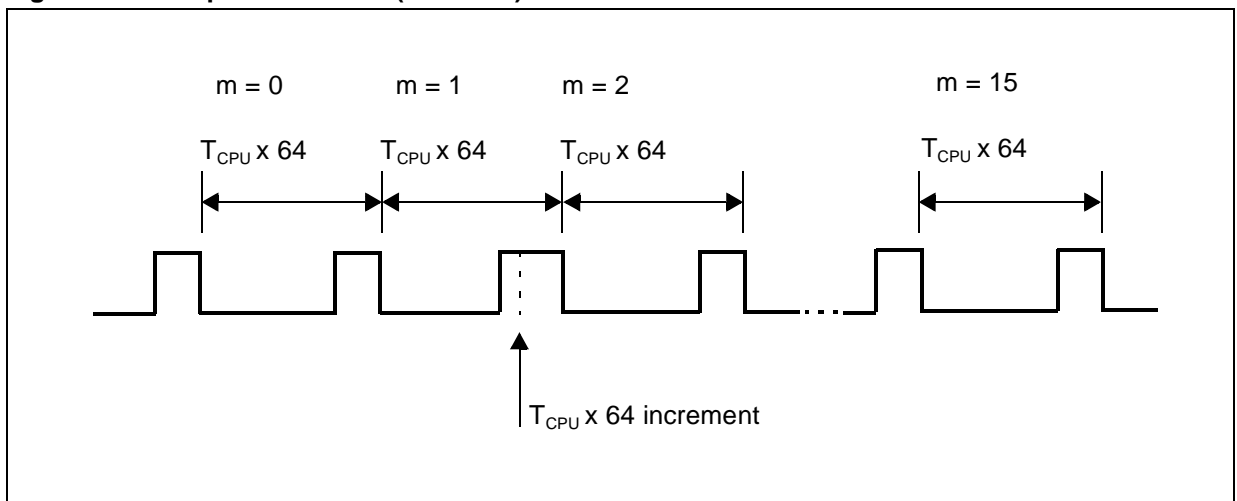 m = 0 m = 1 m = 2 m = 15
T_CPU x 64 T_CPU x 64 T_CPU x 64 T_CPU x 64
T_CPU x 64 increment